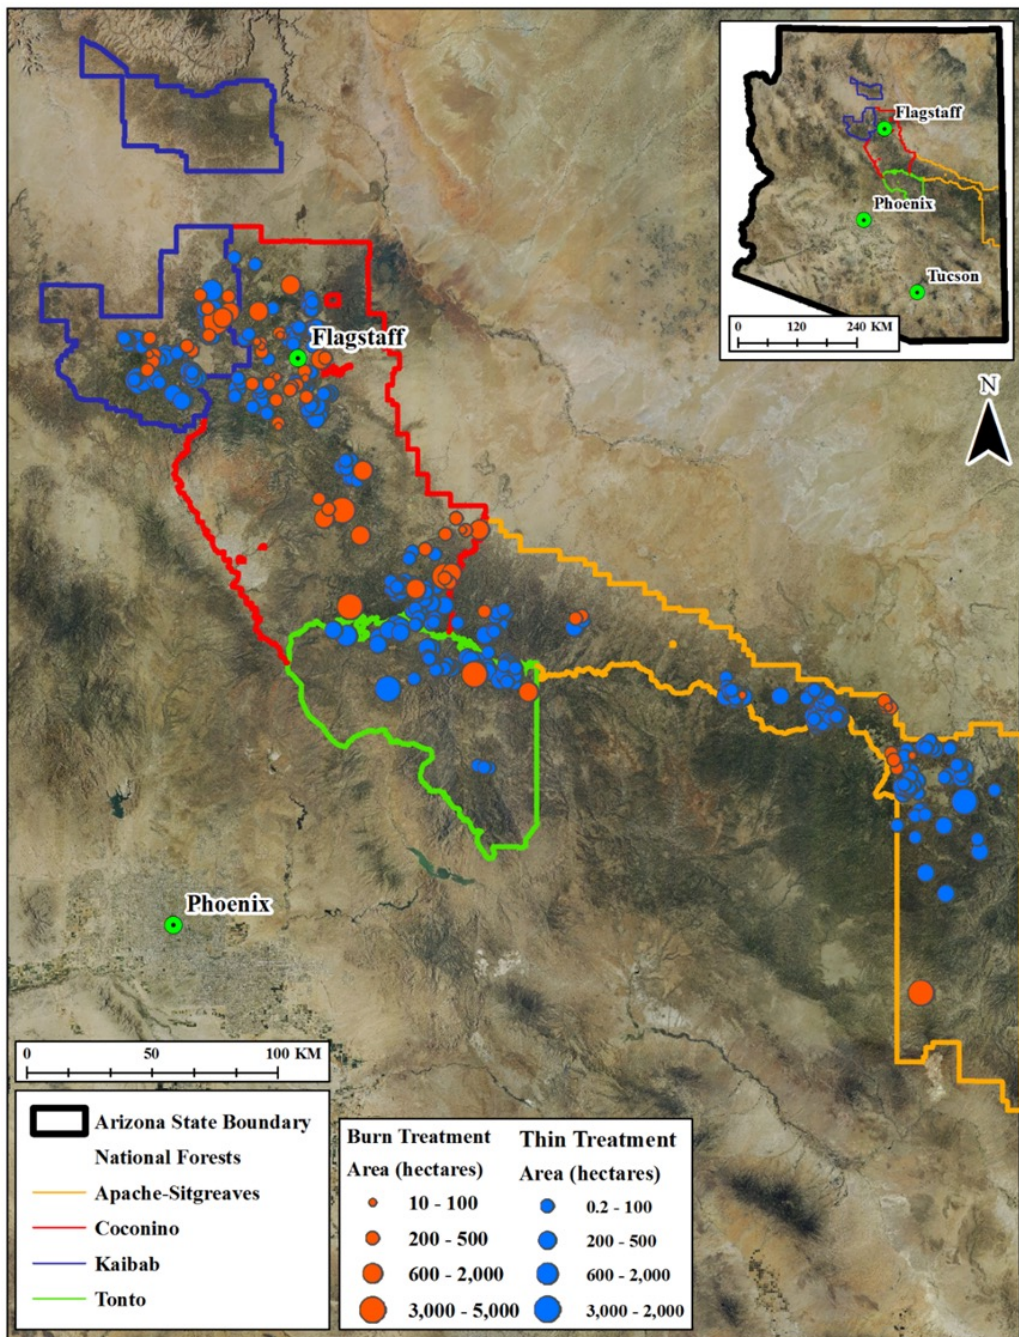 Flagstaff
Phoenix
Tucson
0 120 240 KM
N
Flagstaff
Phoenix
0 50 100 KM
Arizona State Boundary
National Forests
Apache-Sitgreaves
Coconino
Kaibab
Tonto
Burn Treatment
Area (hectares)
10 - 100
200 - 500
600 - 2,000
3,000 - 5,000
Thin Treatment
Area (hectares)
0.2 - 100
200 - 500
600 - 2,000
3,000 - 2,000